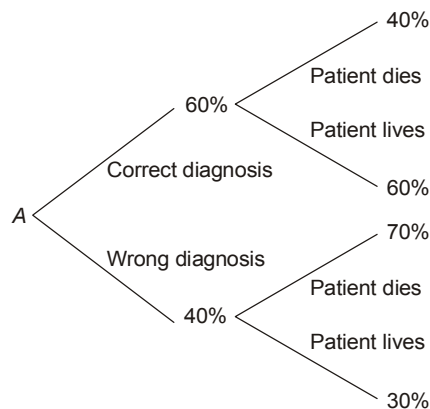 40%
Patient dies
60%
Patient lives
Correct diagnosis
60%
A
70%
Wrong diagnosis
Patient dies
40%
Patient lives
30%